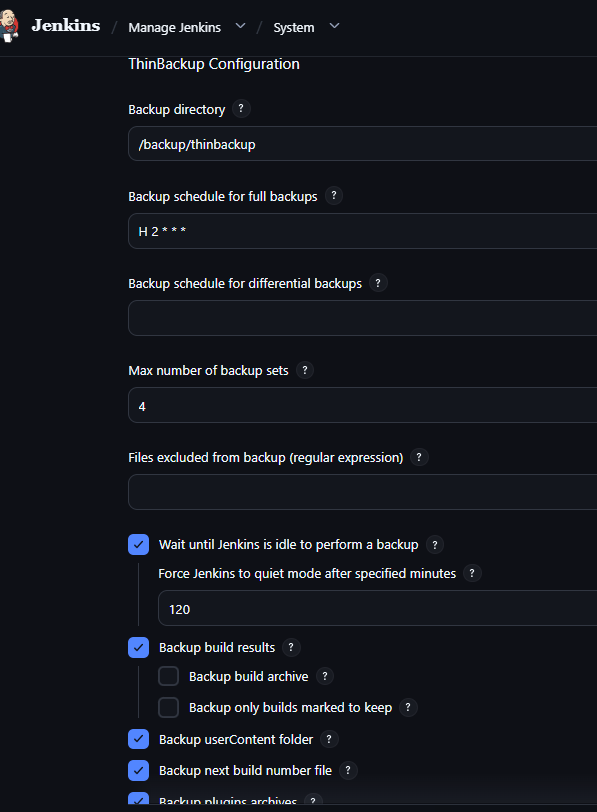 Jenkins / Manage Jenkins / System
ThinBackup Configuration
Backup directory ?
/backup/thinbackup
Backup schedule for full backups ?
H 2 * * *
Backup schedule for differential backups ?
Max number of backup sets ?
4
Files excluded from backup (regular expression) ?
Wait until Jenkins is idle to perform a backup ?
Force Jenkins to quiet mode after specified minutes ?
120
Backup build results ?
Backup build archive ?
Backup only builds marked to keep ?
Backup userContent folder ?
Backup next build number file ?
Backup plugins archives ?